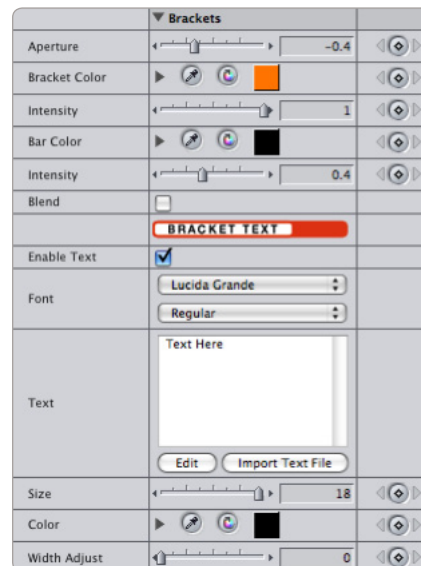 Brackets
Aperture -0.4
Bracket Color
Intensity 1
Bar Color
Intensity 0.4
Blend
BRACKET TEXT
Enable Text
Font Lucida Grande
Regular
Text Text Here
Edit Import Text File
Size 18
Color
Width Adjust 0